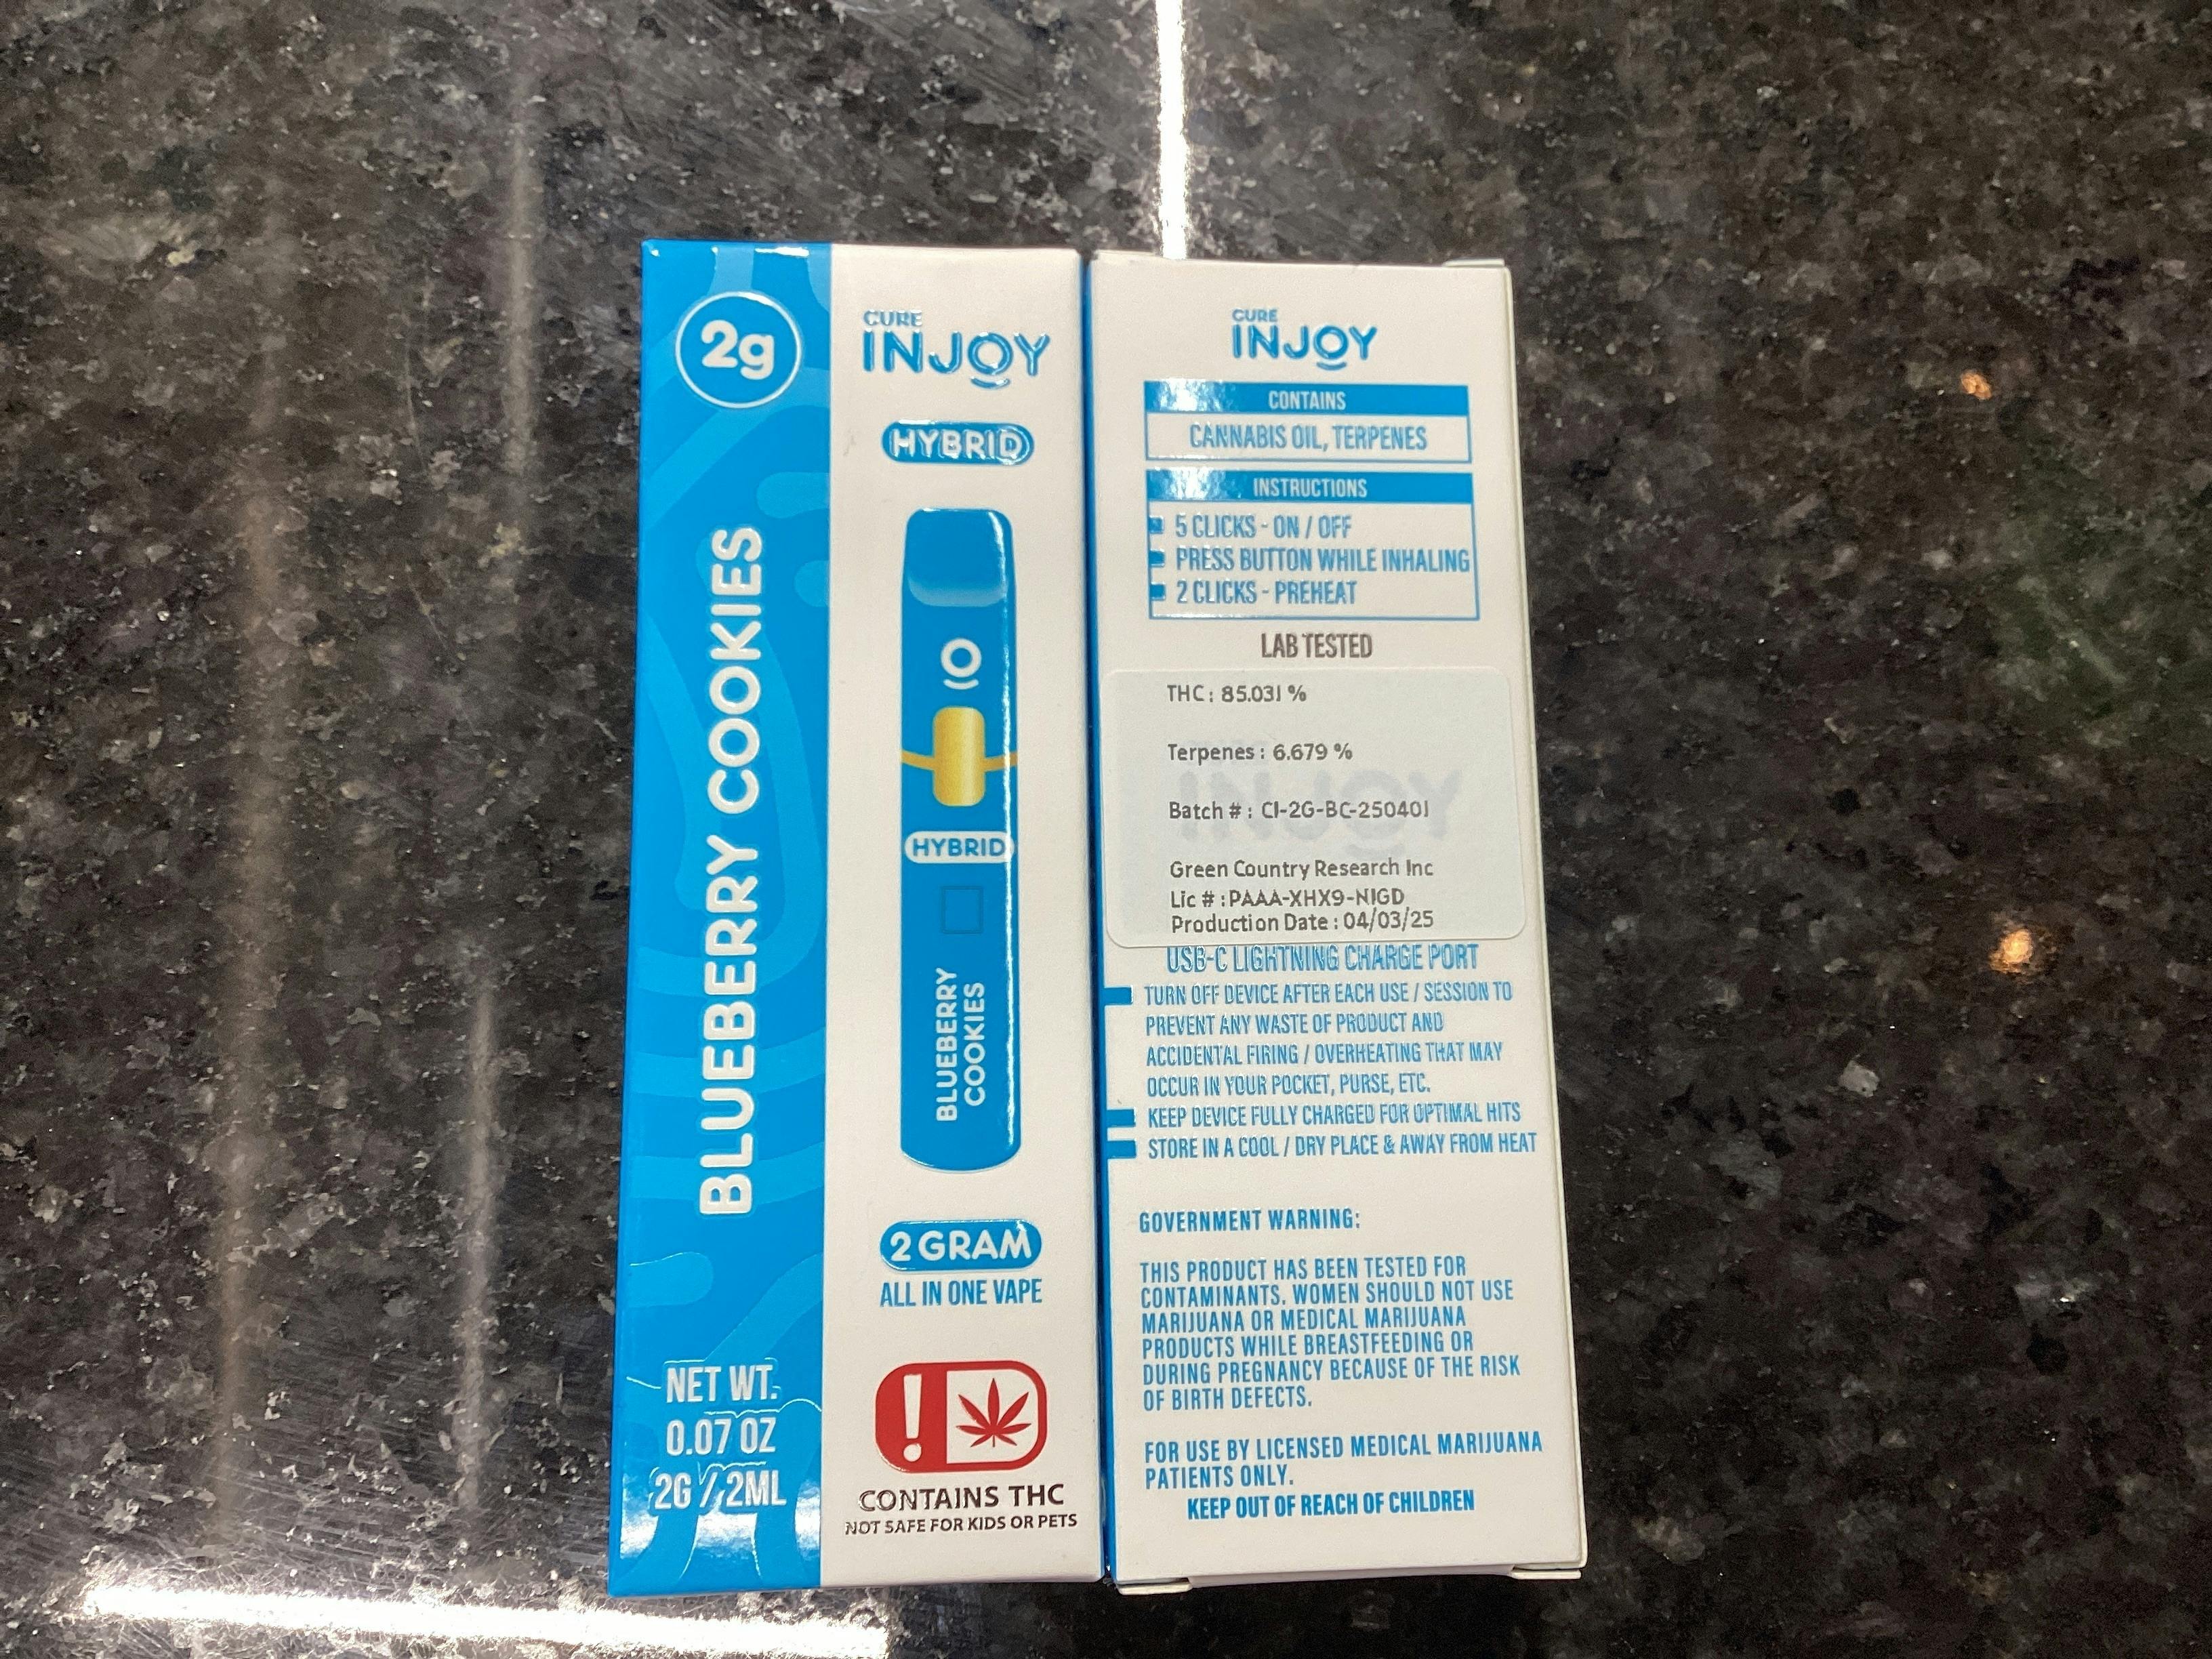 2g
BLUEBERRY COOKIES
NET WT.
0.07 OZ
2G / 2ML
CURE
INJOY
HYBRID
HYBRID
BLUEBERRY
COOKIES
2 GRAM
ALL IN ONE VAPE
CONTAINS THC
NOT SAFE FOR KIDS OR PETS
CURE
INJOY
CONTAINS
CANNABIS OIL, TERPENES
INSTRUCTIONS
5 CLICKS - ON / OFF
PRESS BUTTON WHILE INHALING
2 CLICKS - PREHEAT
LAB TESTED
THC : 85.031 %
Terpenes : 6.679 %
INJOY
Batch # : CI-2G-BC-250401
Green Country Research Inc
Lic # : PAAA-XHX9-NIGD
Production Date : 04/03/25
USB-C LIGHTNING CHARGE PORT
TURN OFF DEVICE AFTER EACH USE / SESSION TO
PREVENT ANY WASTE OF PRODUCT AND
ACCIDENTAL FIRING / OVERHEATING THAT MAY
OCCUR IN YOUR POCKET, PURSE, ETC.
KEEP DEVICE FULLY CHARGED FOR OPTIMAL HITS
STORE IN A COOL / DRY PLACE & AWAY FROM HEAT
GOVERNMENT WARNING:
THIS PRODUCT HAS BEEN TESTED FOR
CONTAMINANTS. WOMEN SHOULD NOT USE
MARIJUANA OR MEDICAL MARIJUANA
PRODUCTS WHILE BREASTFEEDING OR
DURING PREGNANCY BECAUSE OF THE RISK
OF BIRTH DEFECTS.
FOR USE BY LICENSED MEDICAL MARIJUANA
PATIENTS ONLY.
KEEP OUT OF REACH OF CHILDREN